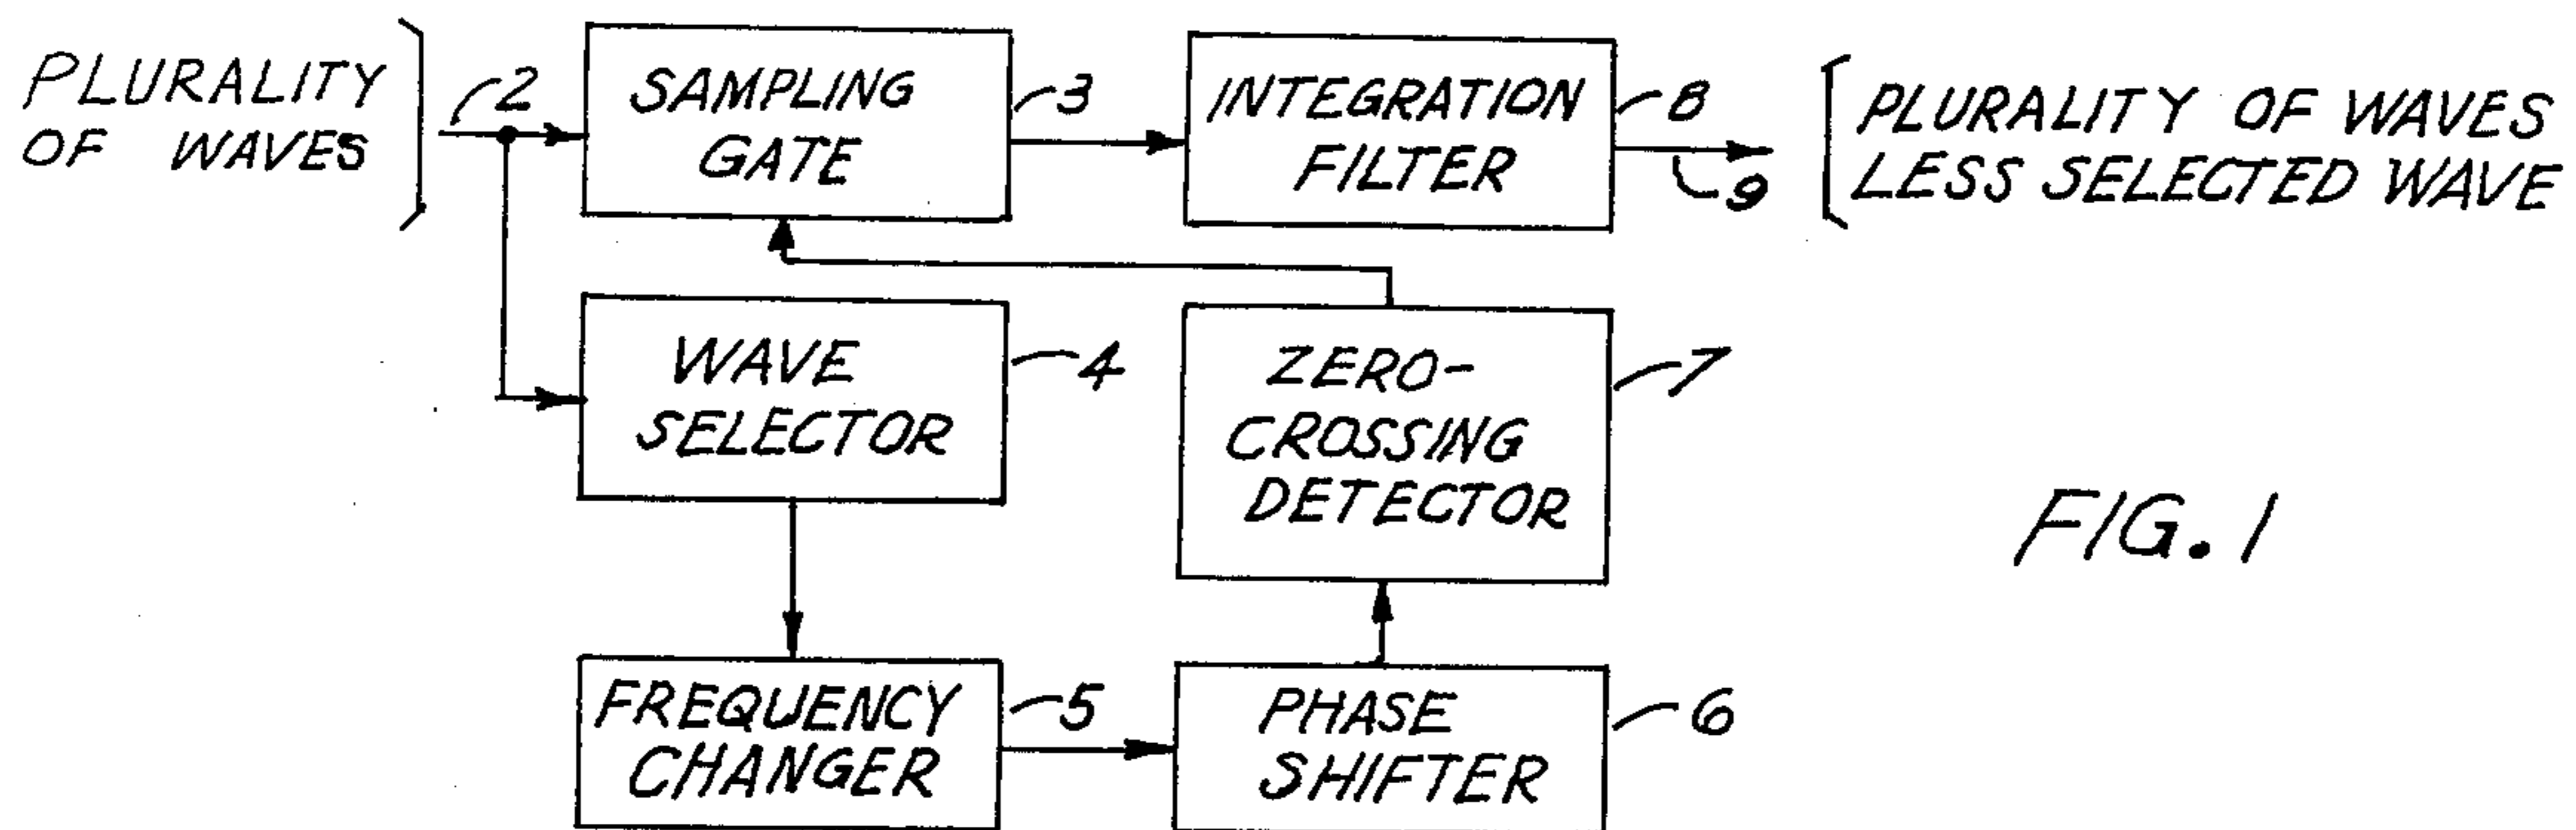 PLURALITY
OF WAVES
2
SAMPLING
GATE
3
INTEGRATION
FILTER
8
9
PLURALITY OF WAVES
LESS SELECTED WAVE
WAVE
SELECTOR
4
ZERO-
CROSSING
DETECTOR
7
FIG. 1
FREQUENCY
CHANGER
5
PHASE
SHIFTER
6